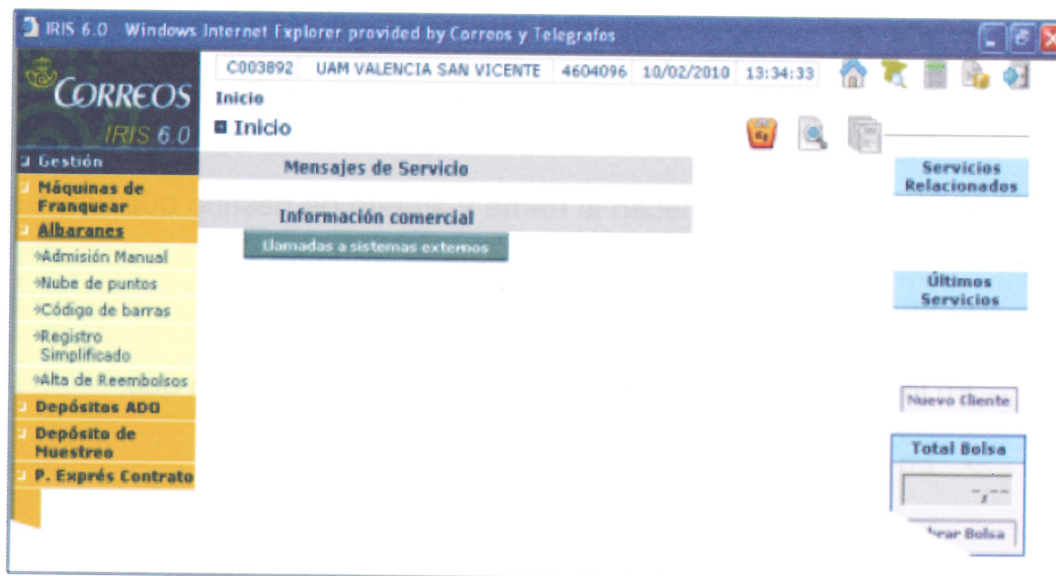 IRIS 6.0 Windows Internet Explorer provided by Correos y Telegrafos
C003892 UAM VALENCIA SAN VICENTE 4604096 10/02/2010 13:34:33
CORREOS
IRIS 6.0
Inicio
Inicio
Kg
Gestión
Máquinas de
Franquear
Albaranes
Admisión Manual
Nube de puntos
Código de barras
Registro
Simplificado
Alta de Reembolsos
Depósitos ADO
Depósito de
Muestreo
P. Exprés Contrato
Mensajes de Servicio
Información comercial
Llamadas a sistemas externos
Servicios
Relacionados
Últimos
Servicios
Nuevo Cliente
Total Bolsa
-,--
brar Bolsa